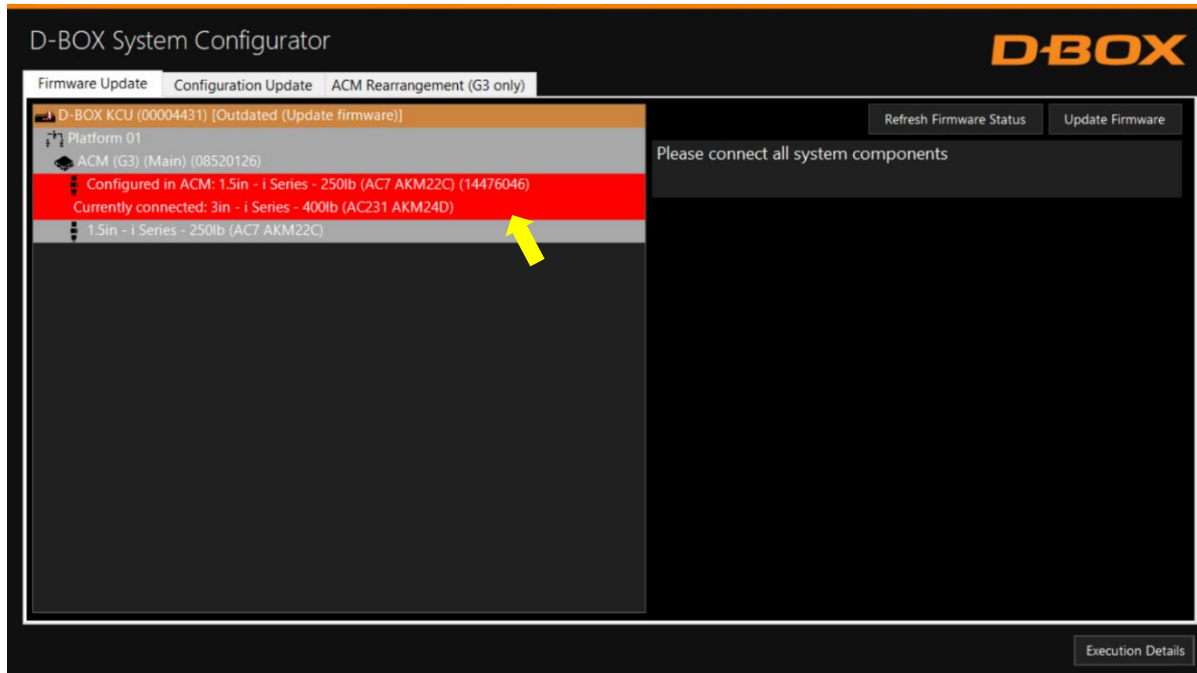 D-BOX System Configurator
D-BOX
Firmware Update
Configuration Update
ACM Rearrangement (G3 only)
D-BOX KCU (00004431) [Outdated (Update firmware)]
Platform 01
ACM (G3) (Main) (08520126)
Configured in ACM: 1.5in - i Series - 250lb (AC7 AKM22C) (14476046)
Currently connected: 3in - i Series - 400lb (AC231 AKM24D)
1.5in - i Series - 250lb (AC7 AKM22C)
Refresh Firmware Status
Update Firmware
Please connect all system components
Execution Details